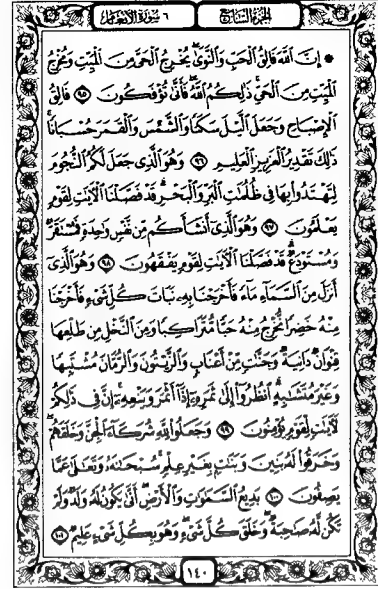 الجزء السابع ٦ سورة الأنعام
۞ إِنَّ ٱللَّهَ فَالِقُ ٱلْحَبِّ وَٱلنَّوَىٰ يُخْرِجُ ٱلْحَىَّ مِنَ ٱلْمَيِّتِ وَمُخْرِجُ
ٱلْمَيِّتِ مِنَ ٱلْحَىِّ ذَٰلِكُمُ ٱللَّهُ فَأَنَّىٰ تُؤْفَكُونَ ٩٥ فَالِقُ
ٱلْإِصْبَاحِ وَجَعَلَ ٱلَّيْلَ سَكَنًا وَٱلشَّمْسَ وَٱلْقَمَرَ حُسْبَانًا
ذَٰلِكَ تَقْدِيرُ ٱلْعَزِيزِ ٱلْعَلِيمِ ٩٦ وَهُوَ ٱلَّذِى جَعَلَ لَكُمُ ٱلنُّجُومَ
لِتَهْتَدُوا۟ بِهَا فِى ظُلُمَٰتِ ٱلْبَرِّ وَٱلْبَحْرِ قَدْ فَصَّلْنَا ٱلْءَايَٰتِ لِقَوْمٍ
يَعْلَمُونَ ٩٧ وَهُوَ ٱلَّذِىٓ أَنشَأَكُم مِّن نَّفْسٍ وَٰحِدَةٍ فَمُسْتَقَرٌّ
وَمُسْتَوْدَعٌ قَدْ فَصَّلْنَا ٱلْءَايَٰتِ لِقَوْمٍ يَفْقَهُونَ ٩٨ وَهُوَ ٱلَّذِىٓ
أَنزَلَ مِنَ ٱلسَّمَآءِ مَآءً فَأَخْرَجْنَا بِهِۦ نَبَاتَ كُلِّ شَىْءٍ فَأَخْرَجْنَا
مِنْهُ خَضِرًا نُّخْرِجُ مِنْهُ حَبًّا مُّتَرَاكِبًا وَمِنَ ٱلنَّخْلِ مِن طَلْعِهَا
قِنْوَانٌ دَانِيَةٌ وَجَنَّٰتٍ مِّنْ أَعْنَابٍ وَٱلزَّيْتُونَ وَٱلرُّمَّانَ مُشْتَبِهًا
وَغَيْرَ مُتَشَٰبِهٍ ٱنظُرُوٓا۟ إِلَىٰ ثَمَرِهِۦٓ إِذَآ أَثْمَرَ وَيَنْعِهِۦٓ إِنَّ فِى ذَٰلِكُمْ
لَءَايَٰتٍ لِّقَوْمٍ يُؤْمِنُونَ ٩٩ وَجَعَلُوا۟ لِلَّهِ شُرَكَآءَ ٱلْجِنَّ وَخَلَقَهُمْ
وَخَرَقُوا۟ لَهُۥ بَنِينَ وَبَنَٰتٍۭ بِغَيْرِ عِلْمٍ سُبْحَٰنَهُۥ وَتَعَٰلَىٰ عَمَّا
يَصِفُونَ ١٠٠ بَدِيعُ ٱلسَّمَٰوَٰتِ وَٱلْأَرْضِ أَنَّىٰ يَكُونُ لَهُۥ وَلَدٌ وَلَمْ
تَكُن لَّهُۥ صَٰحِبَةٌ وَخَلَقَ كُلَّ شَىْءٍ وَهُوَ بِكُلِّ شَىْءٍ عَلِيمٌ ١٠١
١٤٠